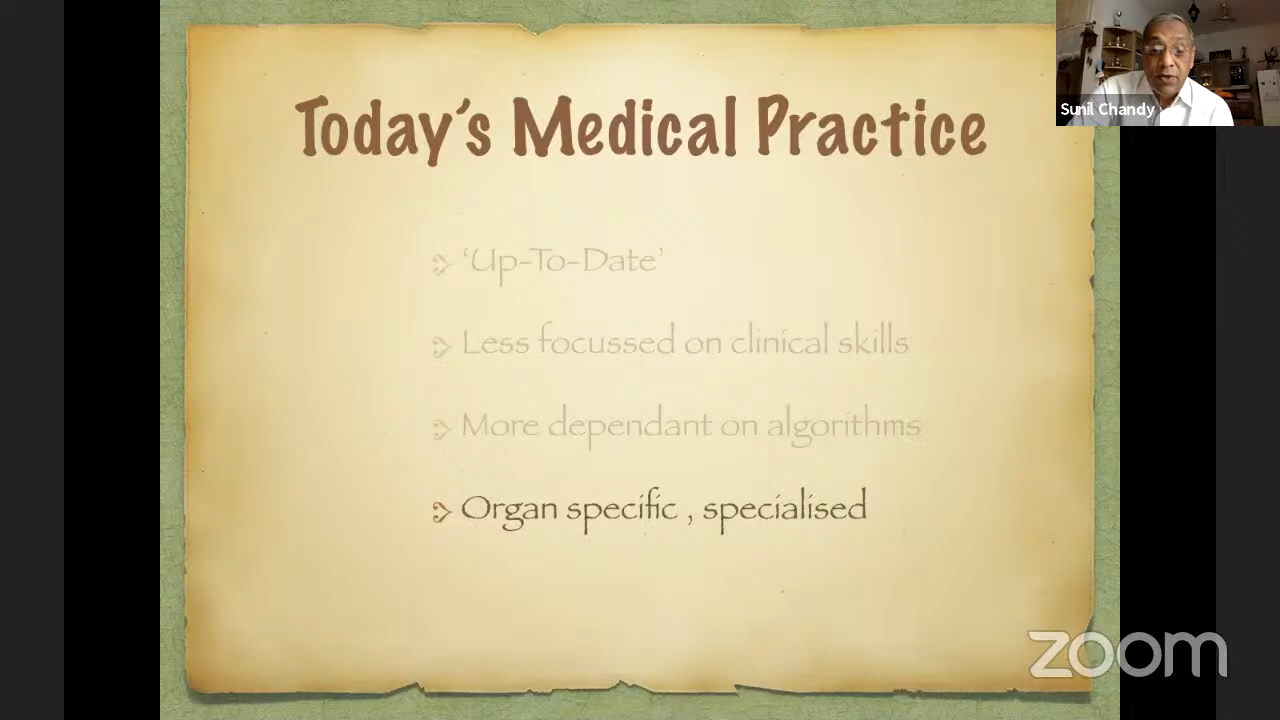 Sunil Chandy
Today's Medical Practice
'Up-To-Date'
Less focussed on clinical skills
More dependant on algorithms
Organ specific , specialised
zoom